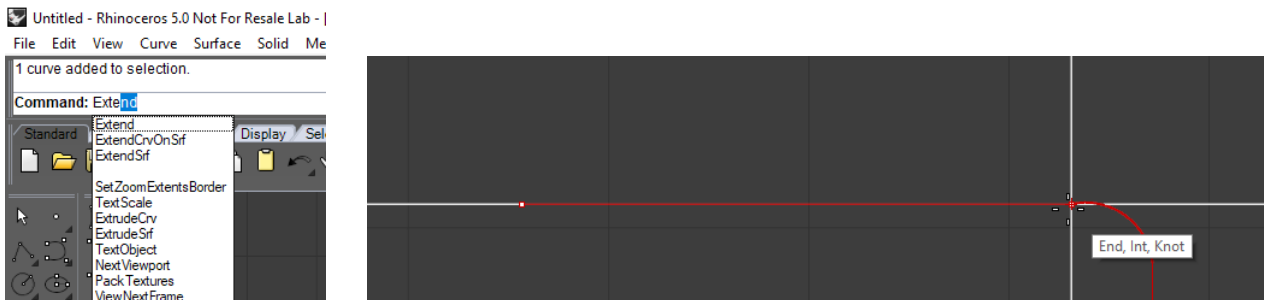 Untitled - Rhinoceros 5.0 Not For Resale Lab - [
File Edit View Curve Surface Solid Me
1 curve added to selection.
Command: Extend
Standard Display Sel
Extend
ExtendCrvOnSrf
ExtendSrf
SetZoomExtentsBorder
TextScale
ExtrudeCrv
ExtrudeSrf
TextObject
NextViewport
PackTextures
ViewNextFrame
End, Int, Knot